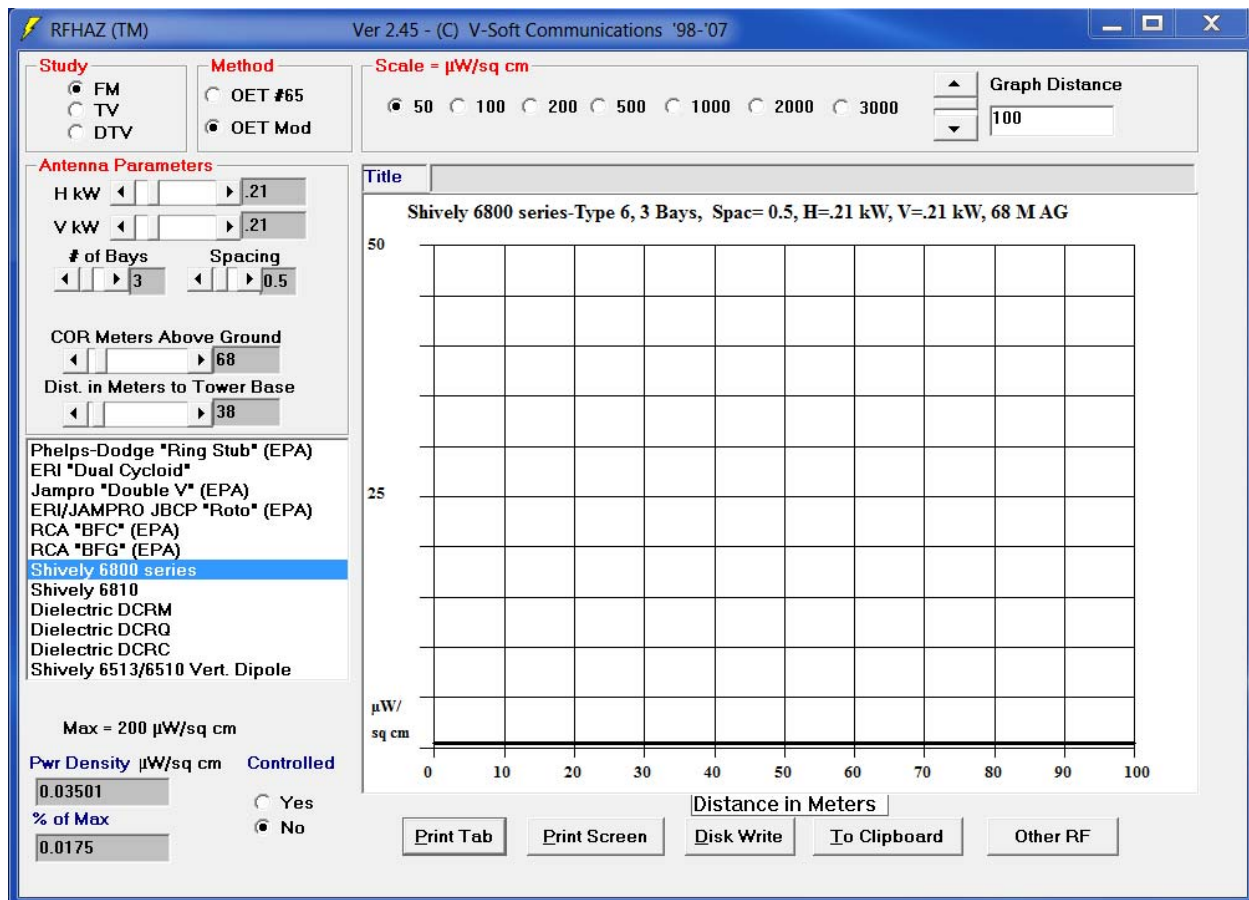 RFHAZ (TM) Ver 2.45 - (C) V-Soft Communications '98-'07
Study
FM
TV
DTV
Method
OET #65
OET Mod
Scale = µW/sq cm
50 100 200 500 1000 2000 3000
Graph Distance
100
Antenna Parameters
H kW .21
V kW .21
# of Bays Spacing
3 0.5
COR Meters Above Ground
68
Dist. in Meters to Tower Base
38
Phelps-Dodge "Ring Stub" (EPA)
ERI "Dual Cycloid"
Jampro "Double V" (EPA)
ERI/JAMPRO JBCP "Roto" (EPA)
RCA "BFC" (EPA)
RCA "BFG" (EPA)
Shively 6800 series
Shively 6810
Dielectric DCRM
Dielectric DCRQ
Dielectric DCRC
Shively 6513/6510 Vert. Dipole
Max = 200 µW/sq cm
Pwr Density µW/sq cm
0.03501
% of Max
0.0175
Controlled
Yes
No
Title
Shively 6800 series-Type 6, 3 Bays, Spac= 0.5, H=.21 kW, V=.21 kW, 68 M AG
50
25
µW/
sq cm
0 10 20 30 40 50 60 70 80 90 100
Distance in Meters
Print Tab Print Screen Disk Write To Clipboard Other RF